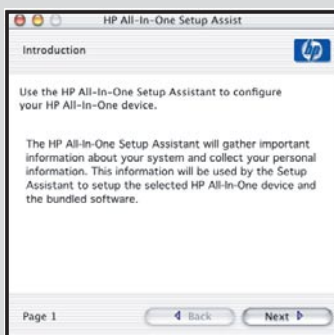 HP All-In-One Setup Assist
Introduction
hp
Use the HP All-In-One Setup Assistant to configure
your HP All-In-One device.
The HP All-In-One Setup Assistant will gather important
information about your system and collect your personal
information. This information will be used by the Setup
Assistant to setup the selected HP All-In-One device and
the bundled software.
Page 1
Back
Next